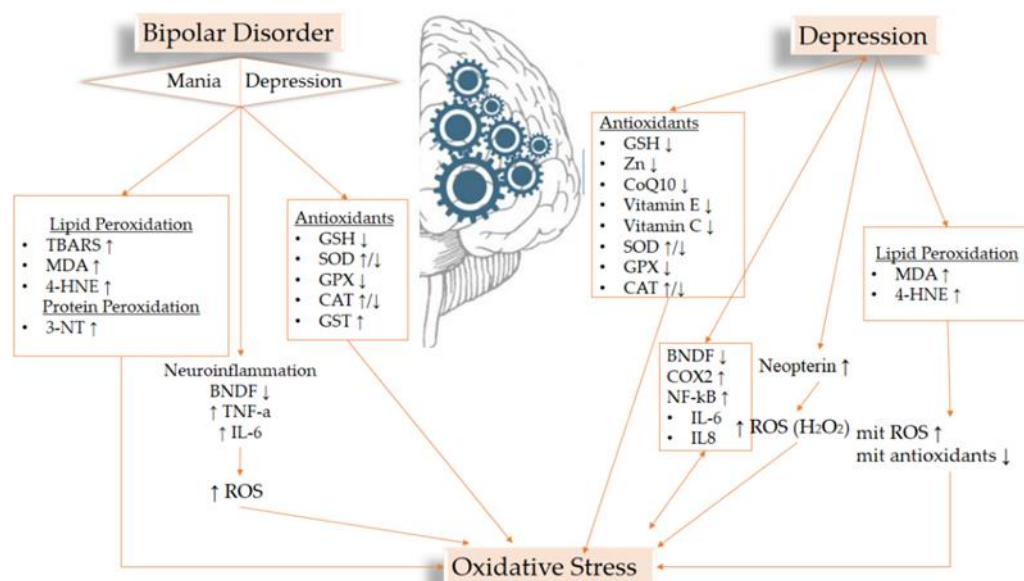 Bipolar Disorder
Mania
Depression
Lipid Peroxidation
• TBARS ↑
• MDA ↑
• 4-HNE ↑
Protein Peroxidation
• 3-NT ↑
Neuroinflammation
BNDF ↓
↑ TNF-a
↑ IL-6
↑ ROS
Antioxidants
• GSH ↓
• SOD ↑/↓
• GPX ↓
• CAT ↑/↓
• GST ↑
Depression
Antioxidants
• GSH ↓
• Zn ↓
• CoQ10 ↓
• Vitamin E ↓
• Vitamin C ↓
• SOD ↑/↓
• GPX ↓
• CAT ↑/↓
BNDF ↓
COX2 ↑
NF-kB ↑
• IL-6
• IL8
Neopterin ↑
↑ ROS (H₂O₂)
Lipid Peroxidation
• MDA ↑
• 4-HNE ↑
mit ROS ↑
mit antioxidants ↓
Oxidative Stress